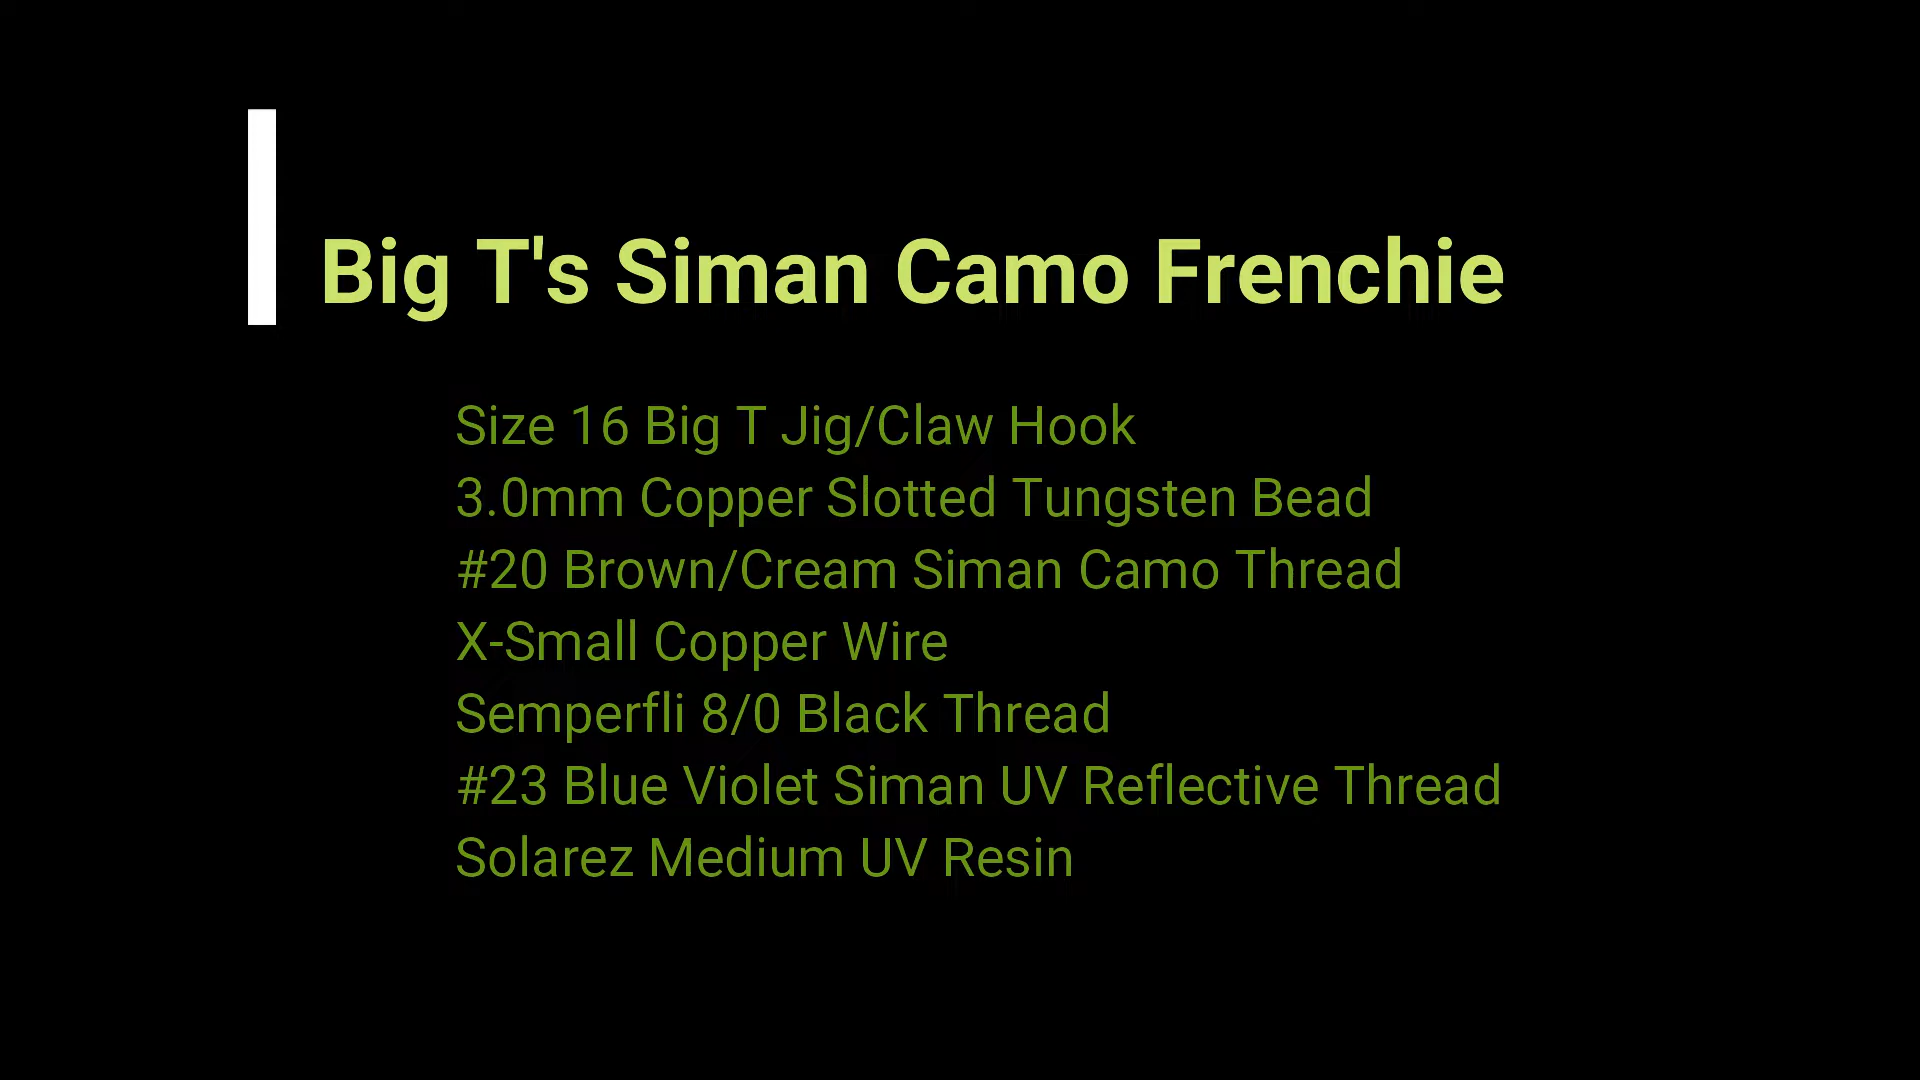 Big T's Siman Camo Frenchie
Size 16 Big T Jig/Claw Hook
3.0mm Copper Slotted Tungsten Bead
#20 Brown/Cream Siman Camo Thread
X-Small Copper Wire
Semperfli 8/0 Black Thread
#23 Blue Violet Siman UV Reflective Thread
Solarez Medium UV Resin